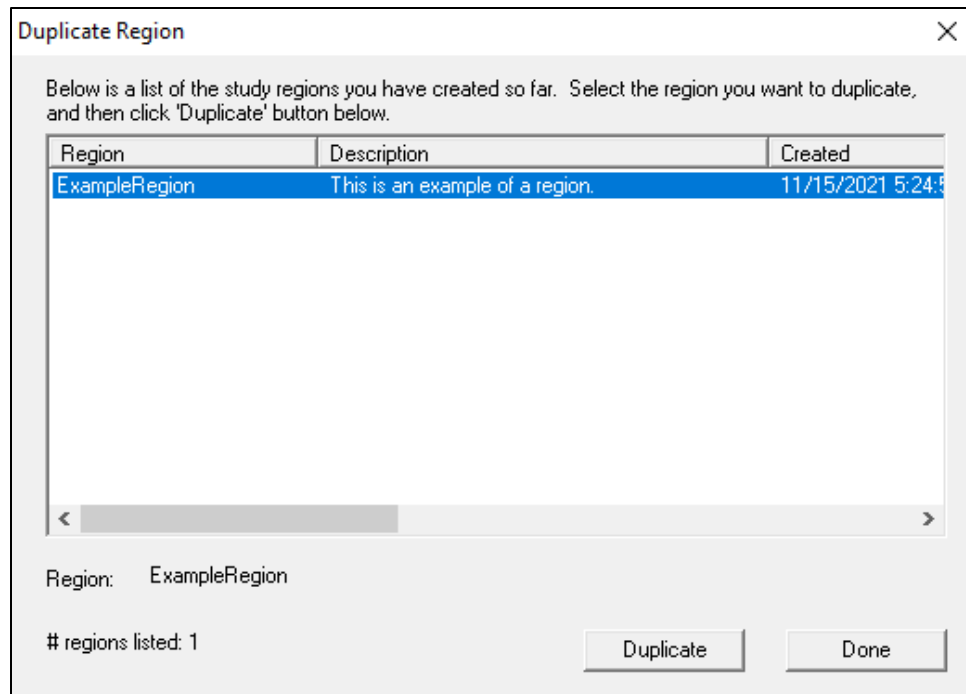 Duplicate Region
Below is a list of the study regions you have created so far.  Select the region you want to duplicate,
and then click 'Duplicate' button below.
Region Description Created
ExampleRegion This is an example of a region. 11/15/2021 5:24:5
Region: ExampleRegion
# regions listed: 1
Duplicate Done